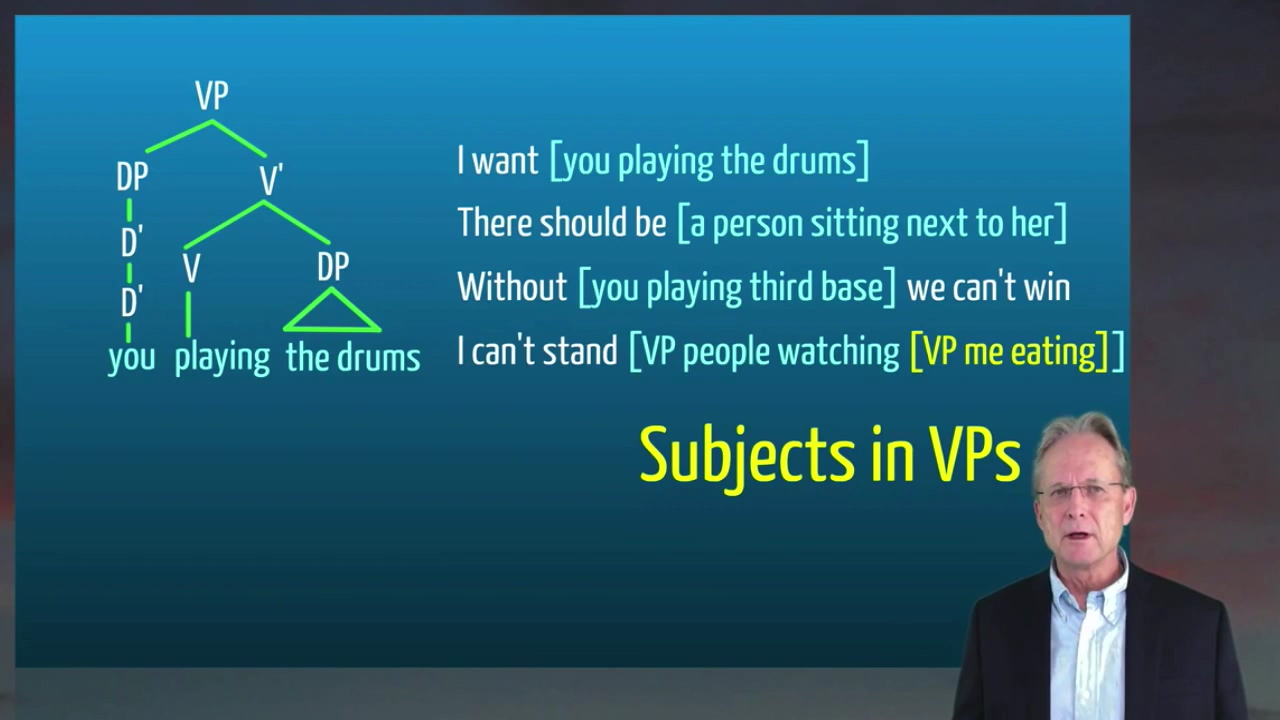 VP
DP V'
D'
V DP
D'
you playing the drums
I want [you playing the drums]
There should be [a person sitting next to her]
Without [you playing third base] we can't win
I can't stand [VP people watching [VP me eating]]
Subjects in VPs